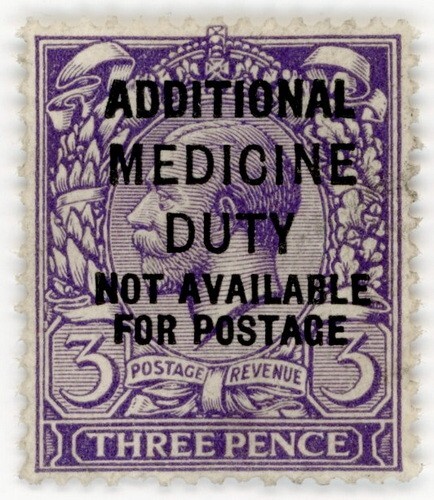 ADDITIONAL
MEDICINE
DUTY
NOT AVAILABLE
FOR POSTAGE
3 POSTAGE REVENUE 3
THREE PENCE